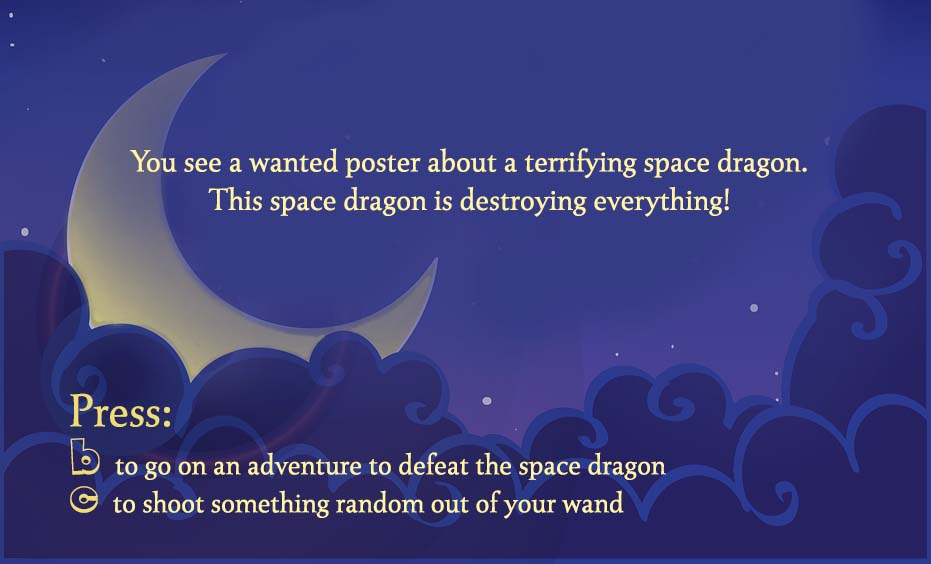 You see a wanted poster about a terrifying space dragon.
This space dragon is destroying everything!
Press:
b to go on an adventure to defeat the space dragon
c to shoot something random out of your wand